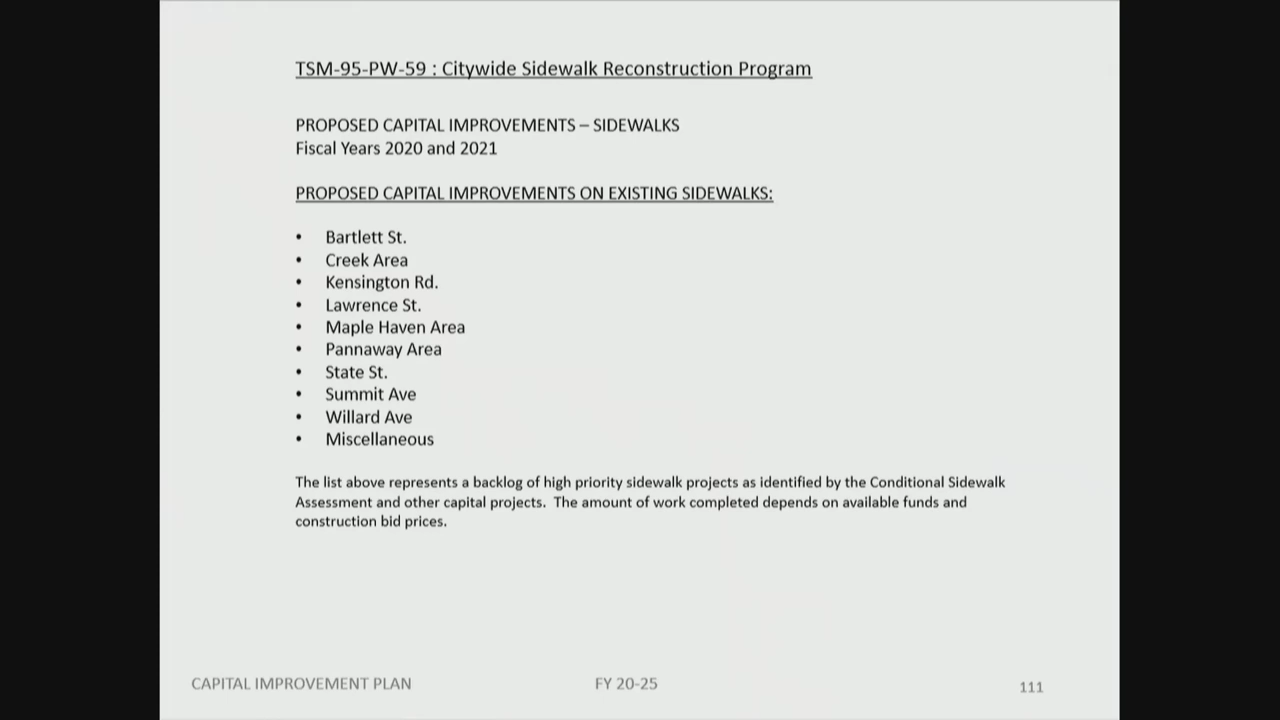 TSM-95-PW-59 : Citywide Sidewalk Reconstruction Program
PROPOSED CAPITAL IMPROVEMENTS – SIDEWALKS
Fiscal Years 2020 and 2021
PROPOSED CAPITAL IMPROVEMENTS ON EXISTING SIDEWALKS:
• Bartlett St.
• Creek Area
• Kensington Rd.
• Lawrence St.
• Maple Haven Area
• Pannaway Area
• State St.
• Summit Ave
• Willard Ave
• Miscellaneous
The list above represents a backlog of high priority sidewalk projects as identified by the Conditional Sidewalk
Assessment and other capital projects.  The amount of work completed depends on available funds and
construction bid prices.
CAPITAL IMPROVEMENT PLAN FY 20-25 111